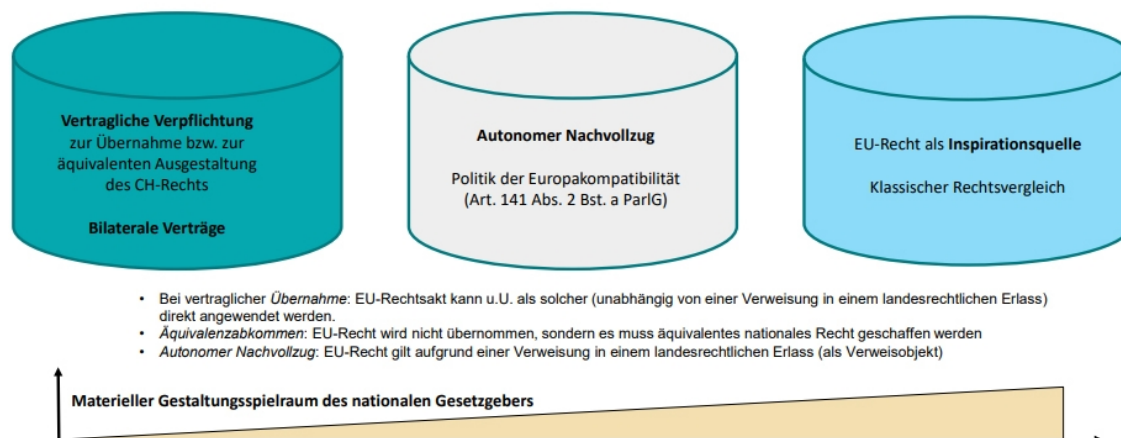 Vertragliche Verpflichtung
zur Übernahme bzw. zur
äquivalenten Ausgestaltung
des CH-Rechts
Bilaterale Verträge
Autonomer Nachvollzug
Politik der Europakompatibilität
(Art. 141 Abs. 2 Bst. a ParlG)
EU-Recht als Inspirationsquelle
Klassischer Rechtsvergleich
• Bei vertraglicher Übernahme: EU-Rechtsakt kann u.U. als solcher (unabhängig von einer Verweisung in einem landesrechtlichen Erlass)
direkt angewendet werden.
• Äquivalenzabkommen: EU-Recht wird nicht übernommen, sondern es muss äquivalentes nationales Recht geschaffen werden
• Autonomer Nachvollzug: EU-Recht gilt aufgrund einer Verweisung in einem landesrechtlichen Erlass (als Verweisobjekt)
Materieller Gestaltungsspielraum des nationalen Gesetzgebers